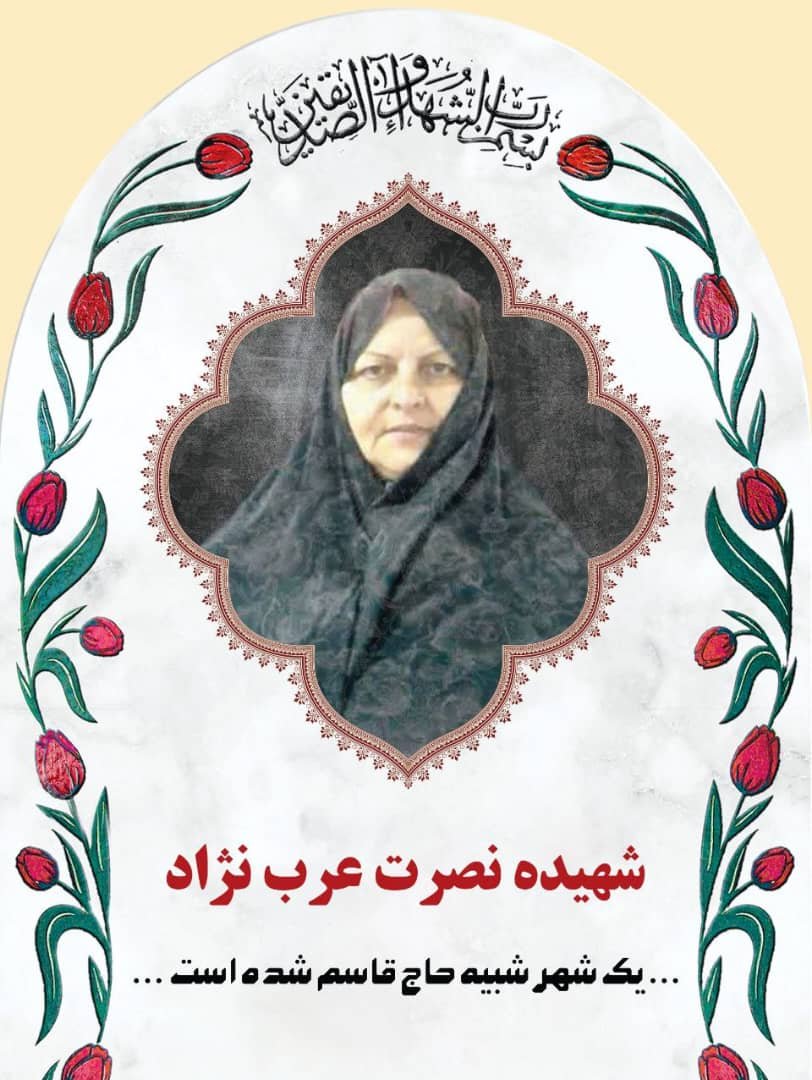 بسم رب الشهداء و الصدیقین
شهیده نصرت عرب نژاد
... یک شهر شبیه حاج قاسم شده است ...